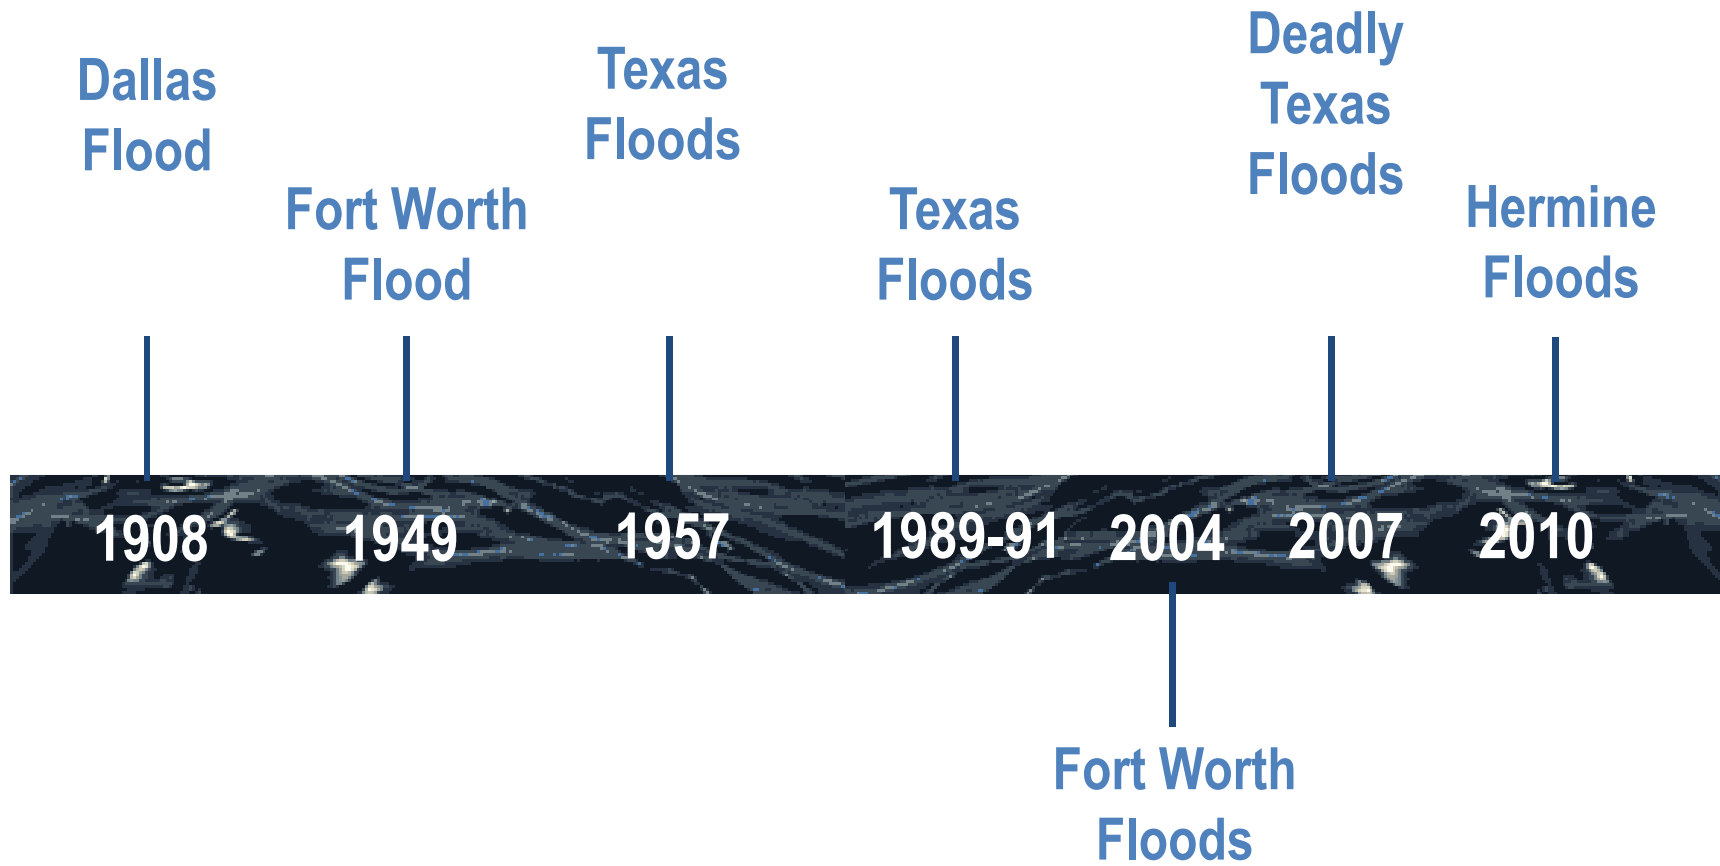 Dallas
Flood
Fort Worth
Flood
Texas
Floods
Texas
Floods
Deadly
Texas
Floods
Hermine
Floods
1908
1949
1957
1989-91
2004
2007
2010
Fort Worth
Floods